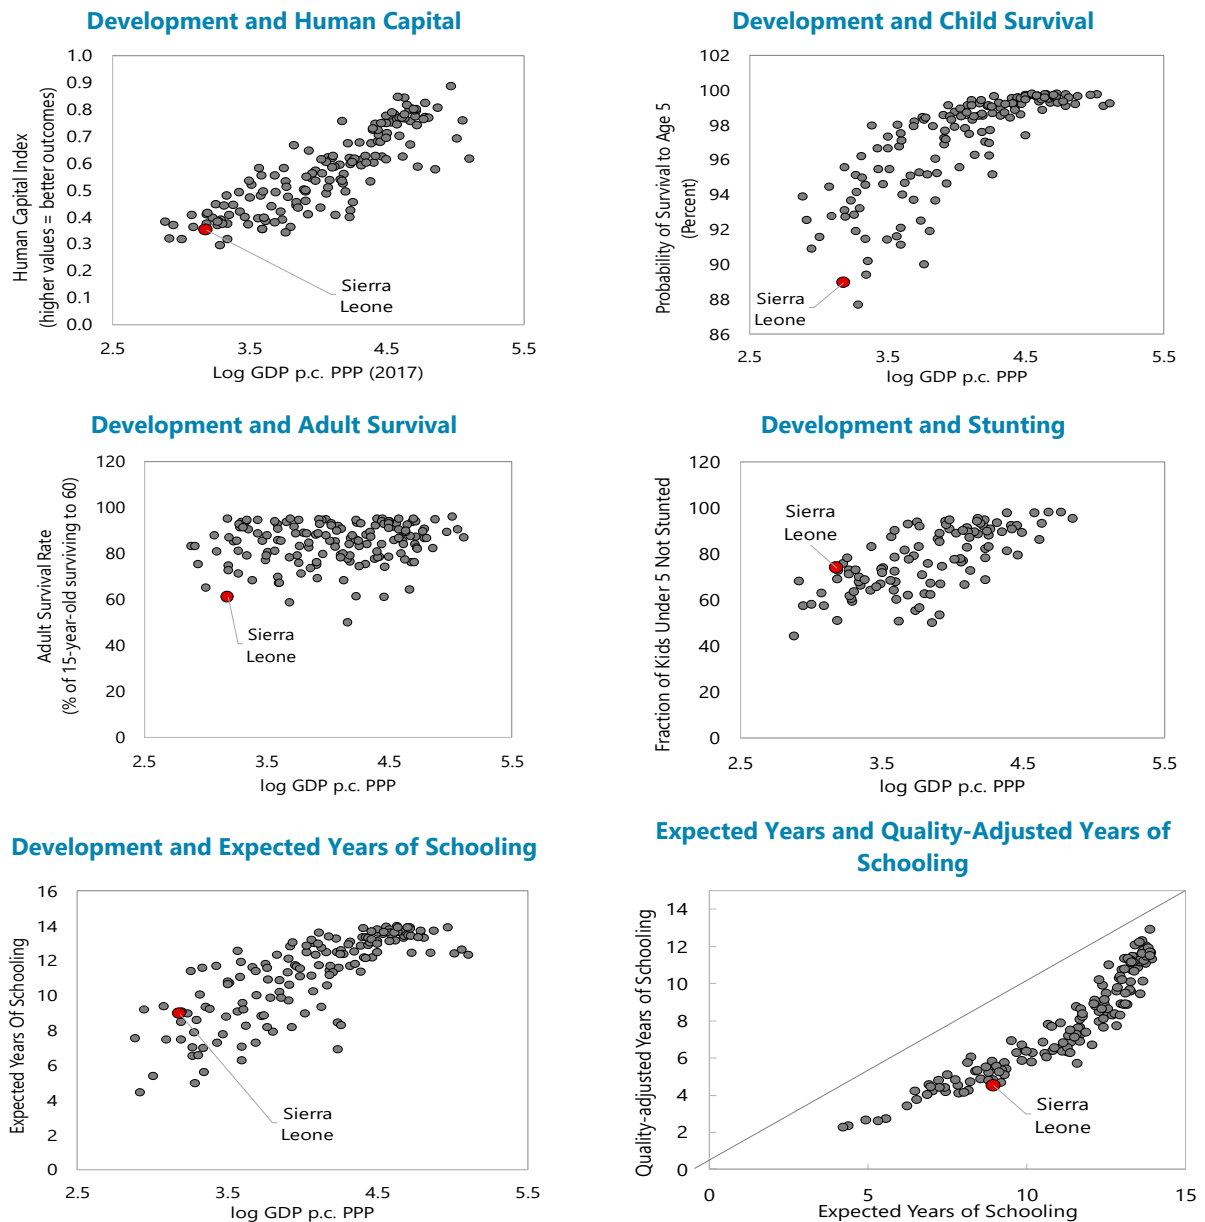 Development and Human Capital
Human Capital Index
(higher values = better outcomes)
1.0
0.9
0.8
0.7
0.6
0.5
0.4
0.3
0.2
0.1
0.0
Sierra
Leone
2.5
3.5
4.5
5.5
Log GDP p.c. PPP (2017)
Development and Child Survival
Probability of Survival to Age 5
(Percent)
102
100
98
96
94
92
90
88
86
Sierra
Leone
2.5
3.5
4.5
5.5
log GDP p.c. PPP
Development and Adult Survival
Adult Survival Rate
(% of 15-year-old surviving to 60)
120
100
80
60
40
20
0
Sierra
Leone
2.5
3.5
4.5
5.5
log GDP p.c. PPP
Development and Stunting
Fraction of Kids Under 5 Not Stunted
120
100
80
60
40
20
0
Sierra
Leone
2.5
3.5
4.5
5.5
log GDP p.c. PPP
Development and Expected Years of Schooling
Expected Years Of Schooling
16
14
12
10
8
6
4
2
0
Sierra
Leone
2.5
3.5
4.5
5.5
log GDP p.c. PPP
Expected Years and Quality-Adjusted Years of
Schooling
Quality-adjusted Years of Schooling
14
12
10
8
6
4
2
0
Sierra
Leone
0
5
10
15
Expected Years of Schooling